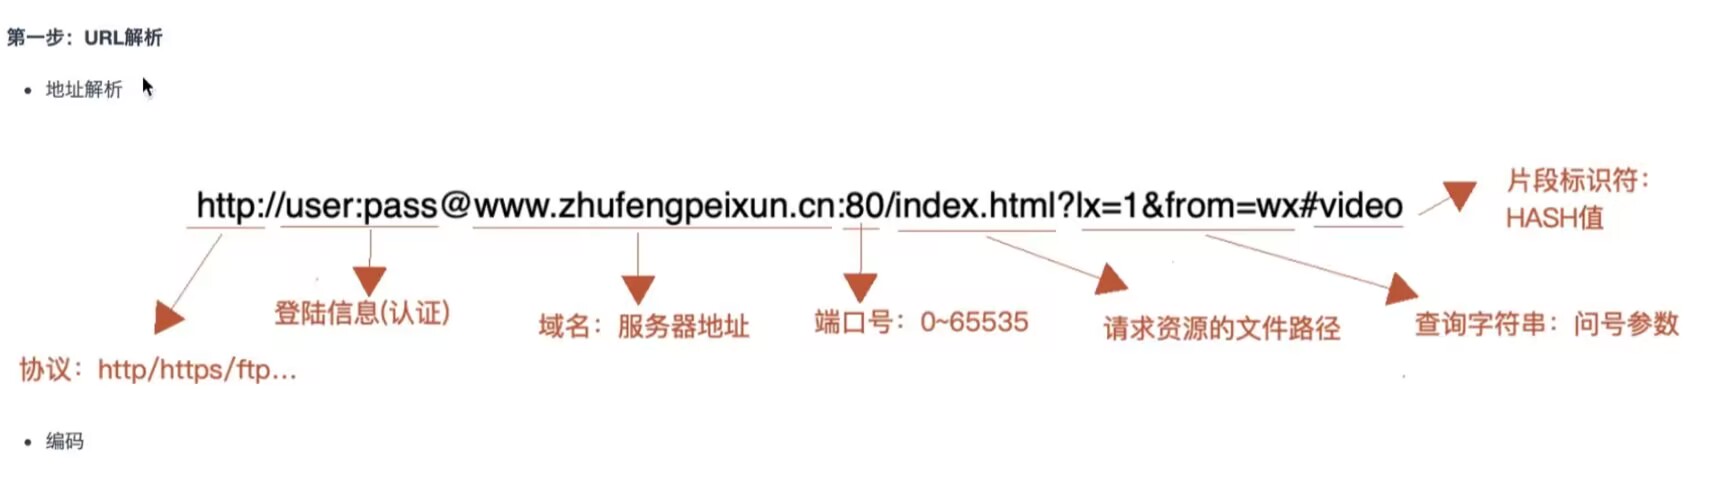 第一步：URL解析
• 地址解析
http://user:pass@www.zhufengpeixun.cn:80/index.html?lx=1&from=wx#video
片段标识符：
HASH值
登陆信息(认证)
域名：服务器地址
端口号：0~65535
请求资源的文件路径
查询字符串：问号参数
协议：http/https/ftp...
• 编码